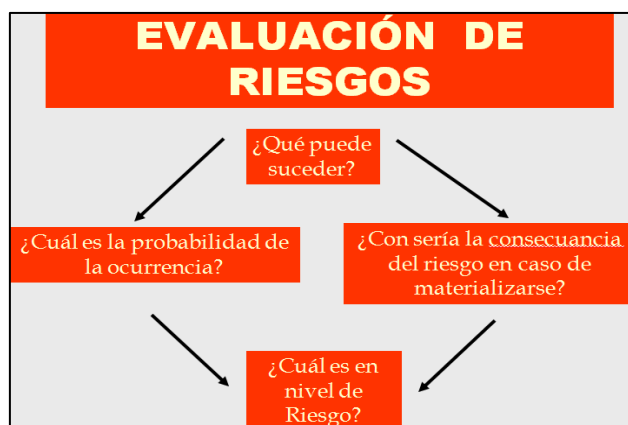 EVALUACIÓN DE
RIESGOS
¿Qué puede
suceder?
¿Cuál es la probabilidad de
la ocurrencia?
¿Con sería la consecuancia
del riesgo en caso de
materializarse?
¿Cuál es en
nivel de
Riesgo?